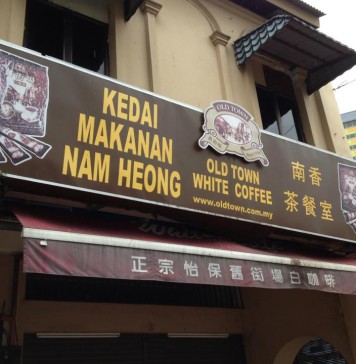 KEDAI
MAKANAN
NAM HEONG
OLD TOWN
OLD TOWN
WHITE COFFEE
www.oldtown.com.my
南香
茶餐室
正宗怡保舊街場白咖啡